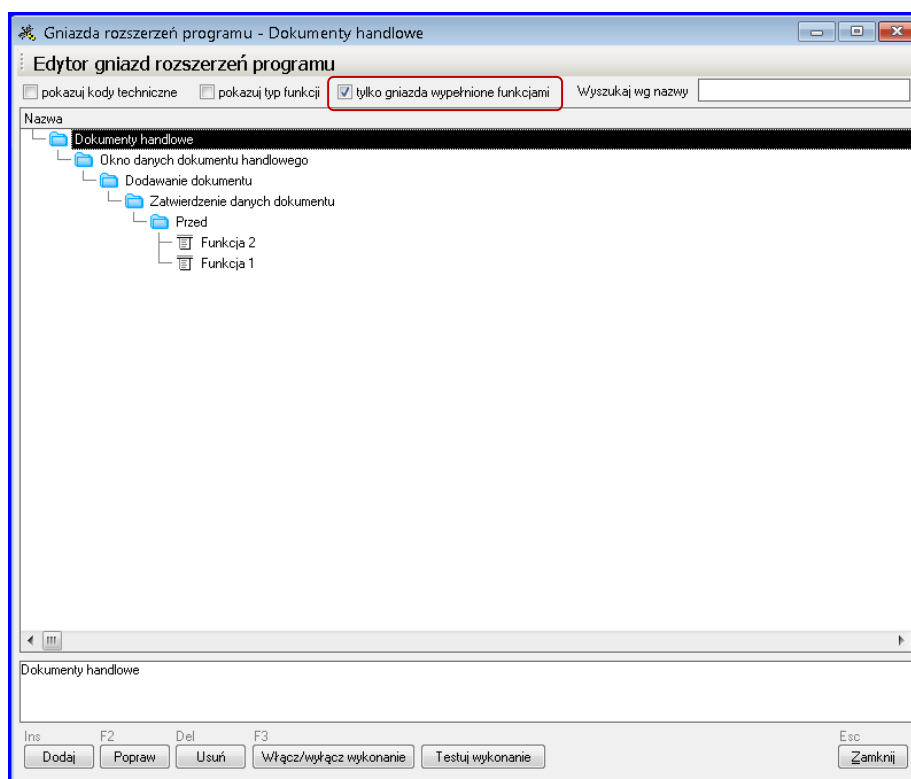 Gniazda rozszerzeń programu - Dokumenty handlowe
Edytor gniazd rozszerzeń programu
pokazuj kody techniczne pokazuj typ funkcji tylko gniazda wypełnione funkcjami Wyszukaj wg nazwy
Nazwa
Dokumenty handlowe
Okno danych dokumentu handlowego
Dodawanie dokumentu
Zatwierdzenie danych dokumentu
Przed
Funkcja 2
Funkcja 1
Dokumenty handlowe
Ins F2 Del F3 Esc
Dodaj Popraw Usuń Włącz/wyłącz wykonanie Testuj wykonanie Zamknij